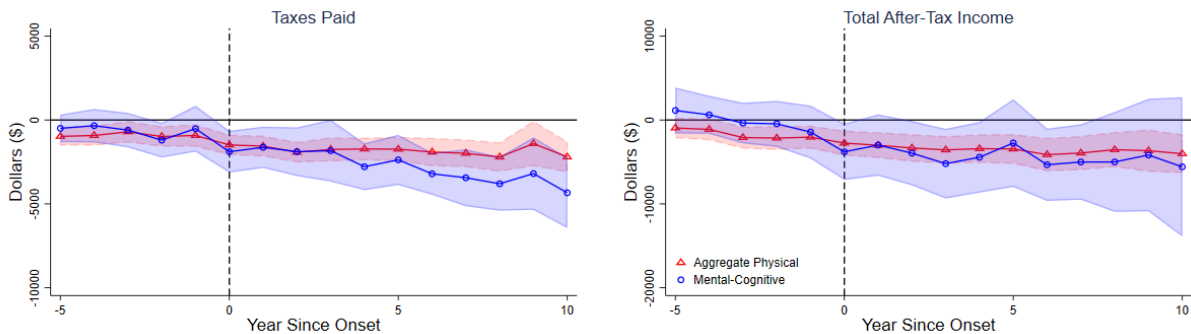 Taxes Paid
5000
0
-5000
-10000
Dollars ($)
-5
0
5
10
Year Since Onset
Total After-Tax Income
10000
0
-10000
-20000
Dollars ($)
Aggregate Physical
Mental-Cognitive
-5
0
5
10
Year Since Onset